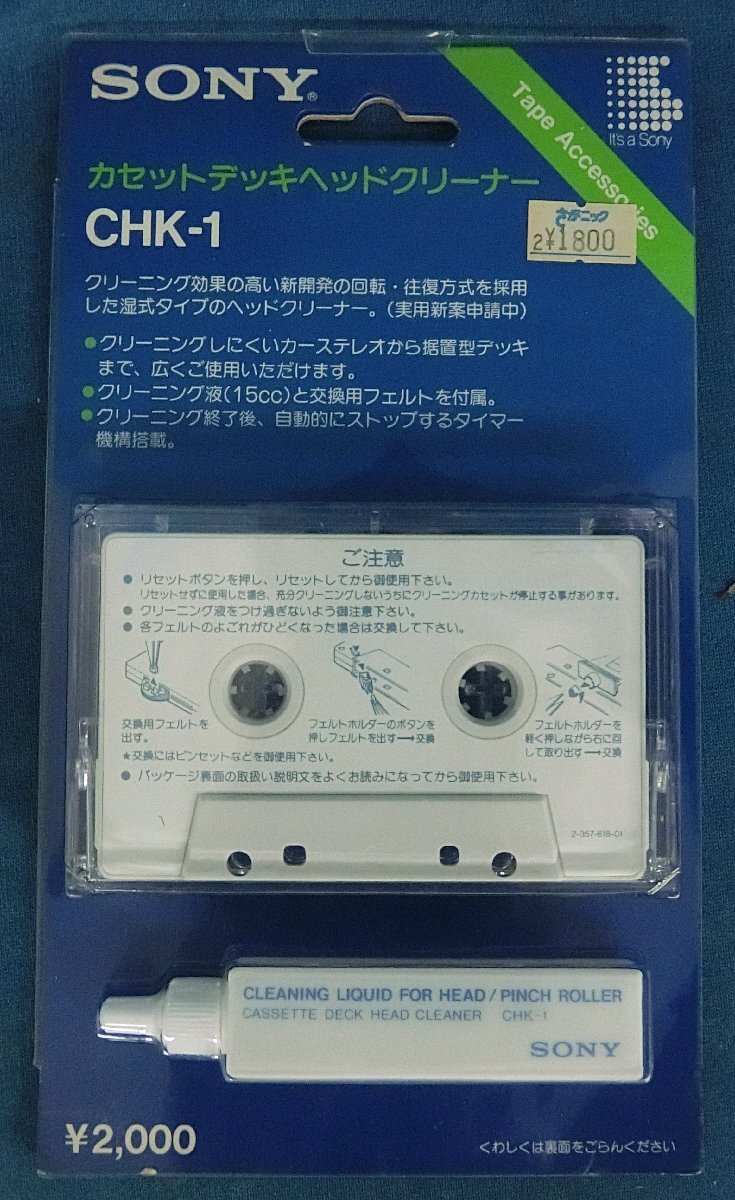 SONY®
It's a Sony
Tape Accessories
カセットデッキヘッドクリーナー
CHK-1
さがニック
2¥1800
クリーニング効果の高い新開発の回転・往復方式を採用
した湿式タイプのヘッドクリーナー。(実用新案申請中)
●クリーニングしにくいカーステレオから据置型デッキ
まで、広くご使用いただけます。
●クリーニング液(15cc)と交換用フェルトを付属。
●クリーニング終了後、自動的にストップするタイマー
機構搭載。
ご注意
● リセットボタンを押し、リセットしてから御使用下さい。
リセットせずに使用した場合、充分クリーニングしないうちにクリーニングカセットが停止する事があります。
● クリーニング液をつけ過ぎないよう御注意下さい。
● 各フェルトのよごれがひどくなった場合は交換して下さい。
交換用フェルトを
出す。
フェルトホルダーのボタンを
押しフェルトを出す→交換
フェルトホルダーを
軽く押しながら右に回
して取り出す→交換
★交換にはピンセットなどを御使用下さい。
● パッケージ裏面の取扱い説明文をよくお読みになってから御使用下さい。
2-357-618-01
CLEANING LIQUID FOR HEAD/PINCH ROLLER
CASSETTE DECK HEAD CLEANER CHK-1
SONY
¥2,000
くわしくは裏面をごらんください